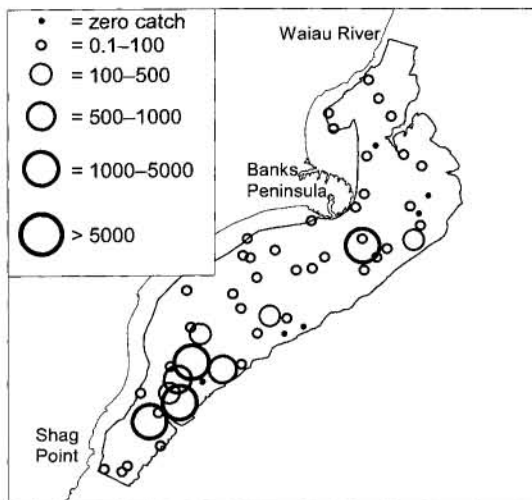 = zero catch
= 0.1–100
= 100–500
= 500–1000
= 1000–5000
> 5000
Waiau River
Banks
Peninsula
Shag
Point